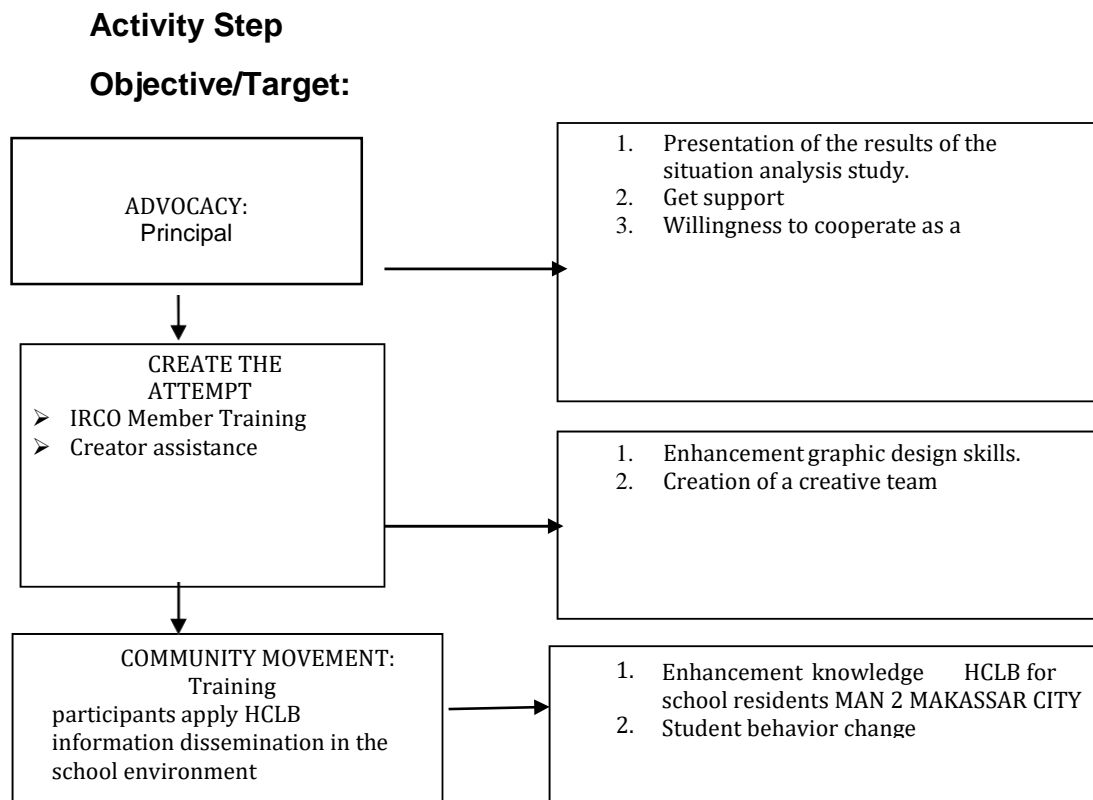 Activity Step
Objective/Target:
ADVOCACY:
Principal
1. Presentation of the results of the
situation analysis study.
2. Get support
3. Willingness to cooperate as a
CREATE THE
ATTEMPT
➢ IRCO Member Training
➢ Creator assistance
1. Enhancement graphic design skills.
2. Creation of a creative team
COMMUNITY MOVEMENT:
Training
participants apply HCLB
information dissemination in the
school environment
1. Enhancement knowledge HCLB for
school residents MAN 2 MAKASSAR CITY
2. Student behavior change